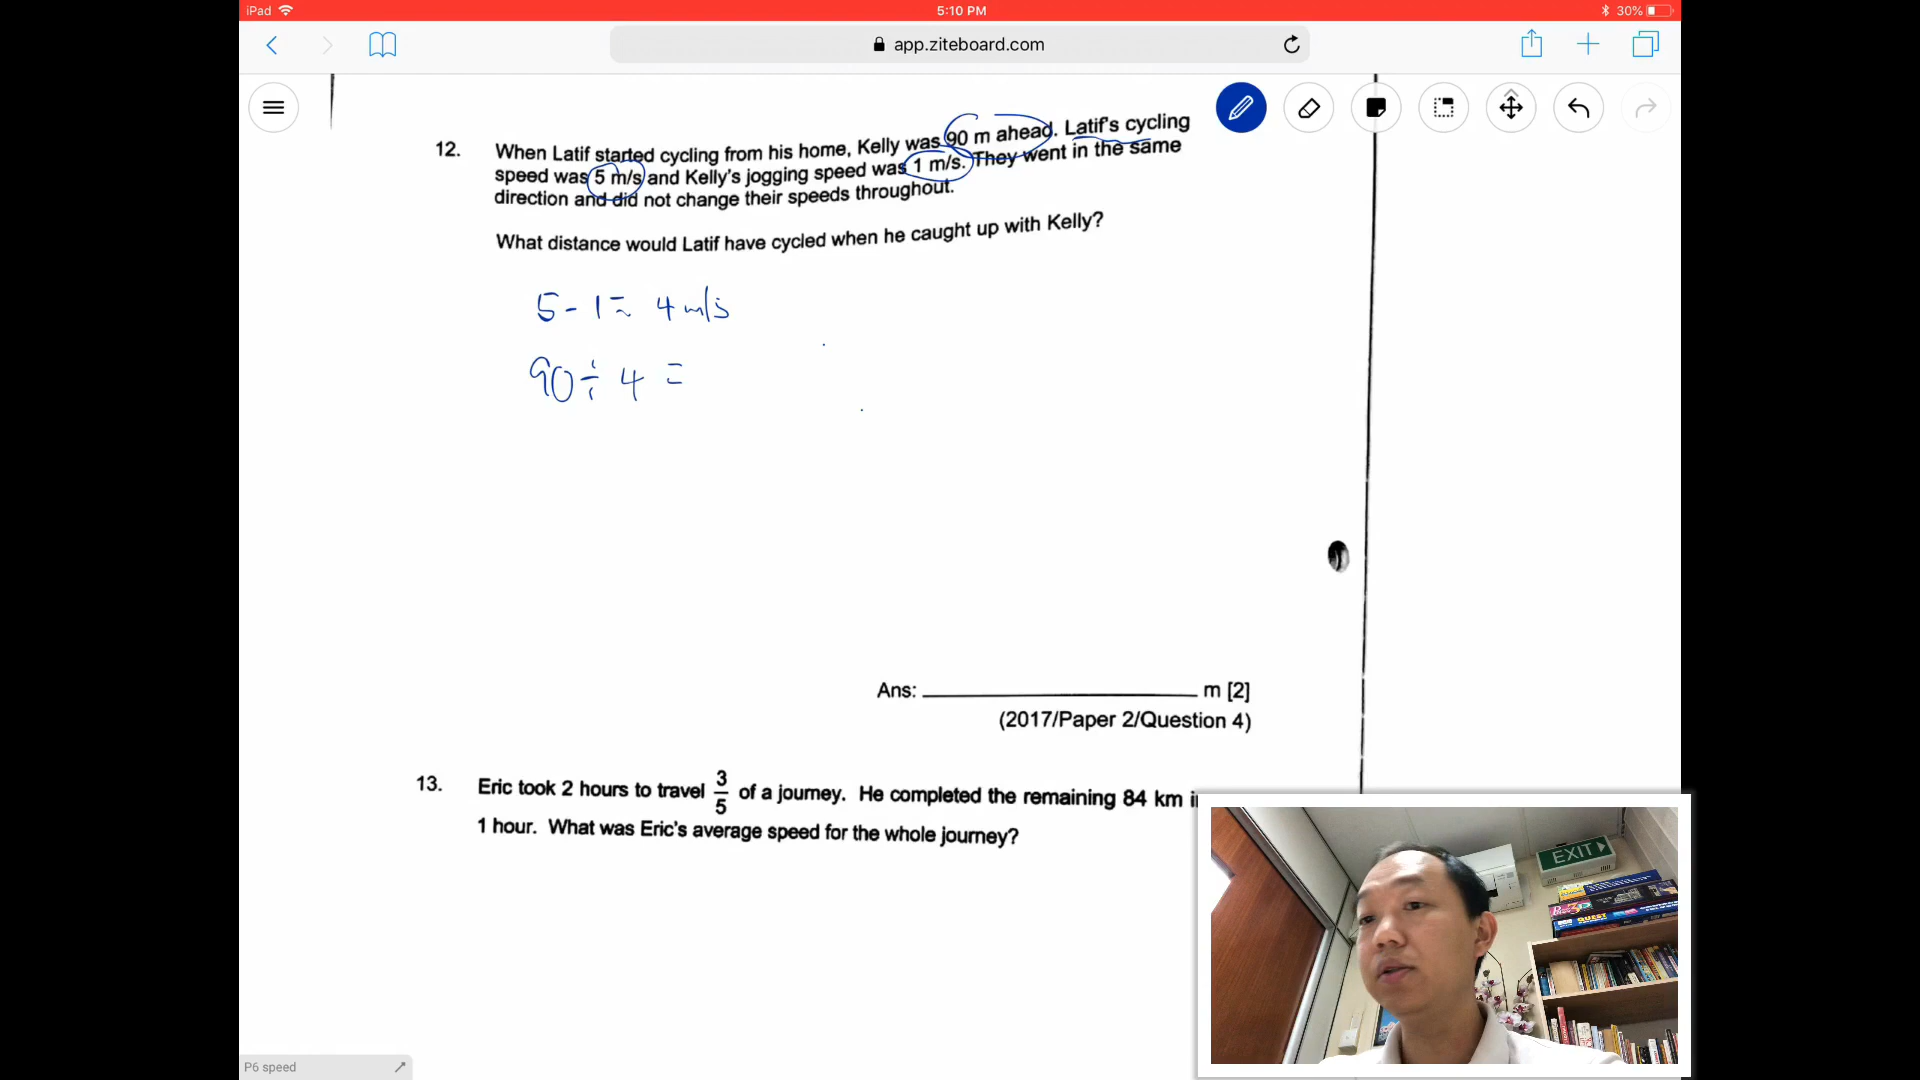 iPad 5:10 PM 30%
app.ziteboard.com
12. When Latif started cycling from his home, Kelly was 90 m ahead. Latif's cycling
speed was 5 m/s and Kelly's jogging speed was 1 m/s. They went in the same
direction and did not change their speeds throughout.
What distance would Latif have cycled when he caught up with Kelly?
5 - 1 = 4 m/s
90 ÷ 4 =
Ans: m [2]
(2017/Paper 2/Question 4)
13. Eric took 2 hours to travel 3/5 of a journey. He completed the remaining 84 km
1 hour. What was Eric's average speed for the whole journey?
EXIT
QUEST
P6 speed